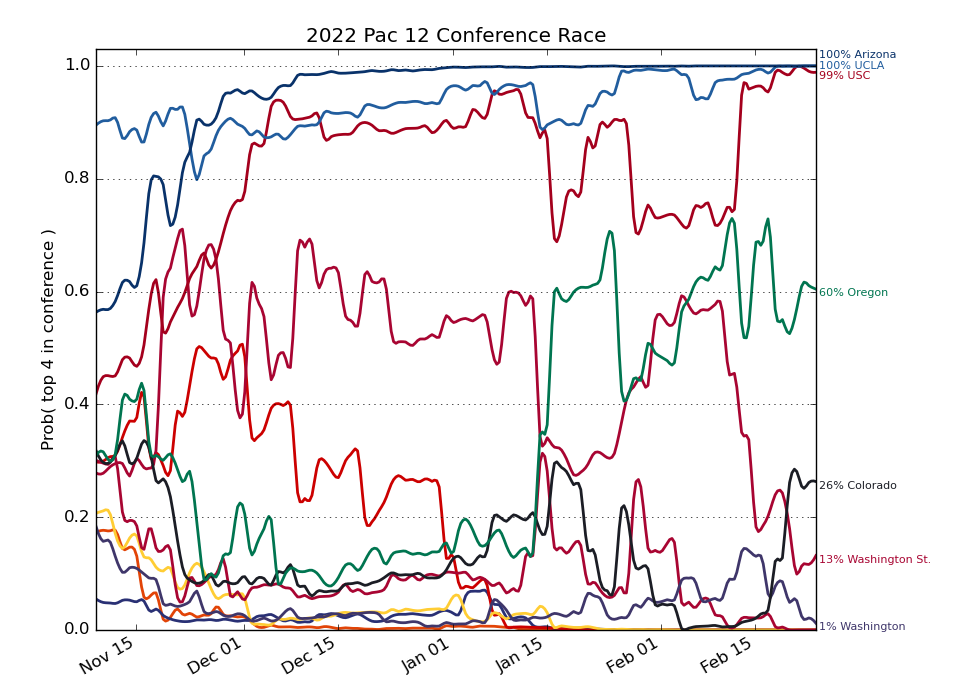 2022 Pac 12 Conference Race
Prob( top 4 in conference )
1.0
0.8
0.6
0.4
0.2
0.0
Nov 15
Dec 01
Dec 15
Jan 01
Jan 15
Feb 01
Feb 15
100% Arizona
100% UCLA
99% USC
60% Oregon
26% Colorado
13% Washington St.
1% Washington